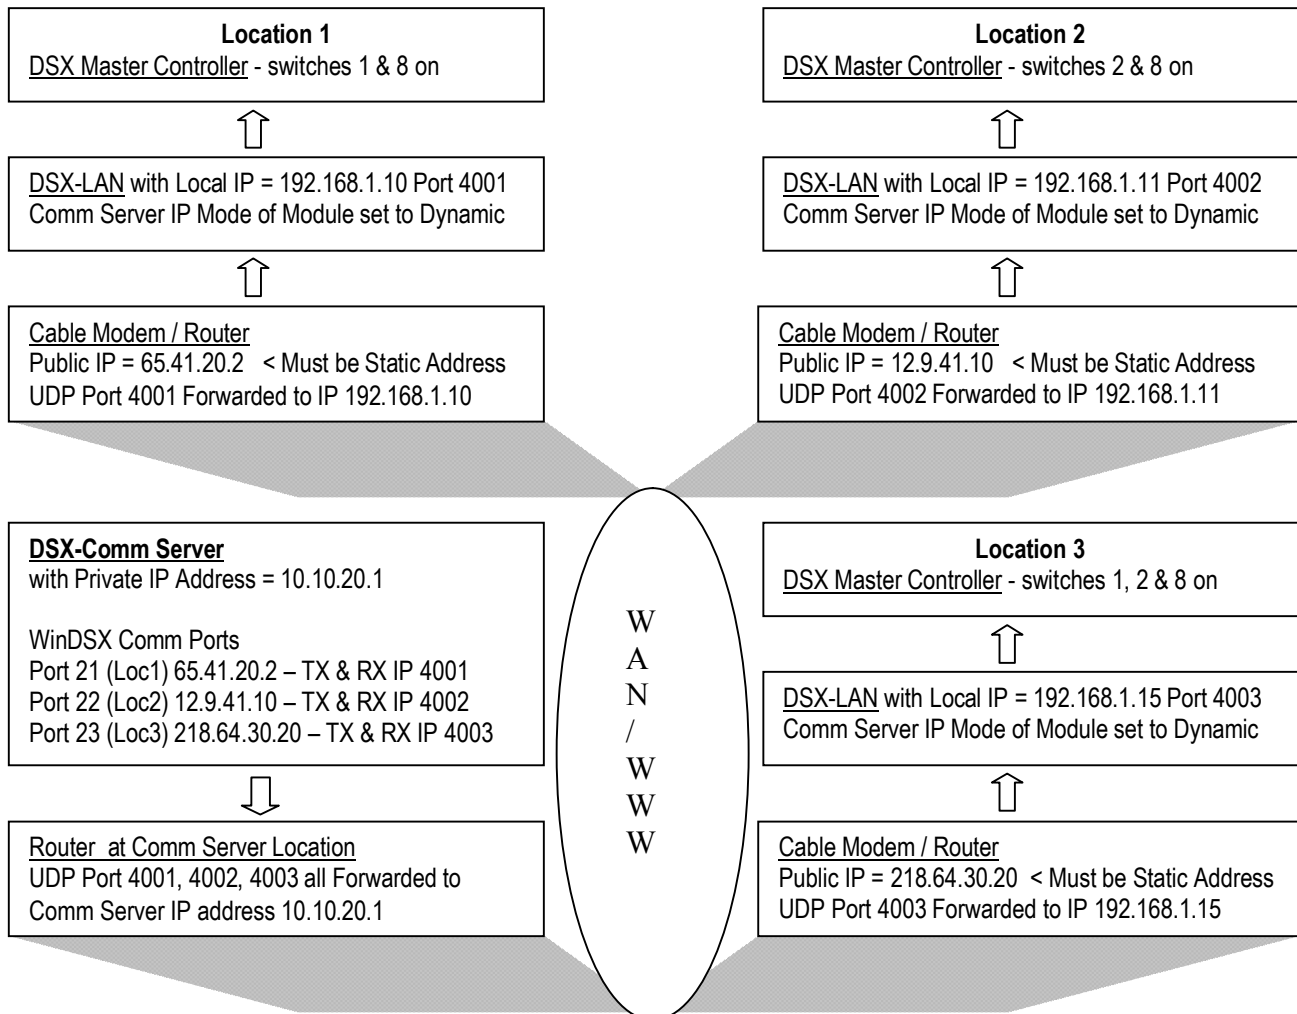 Location 1
DSX Master Controller - switches 1 & 8 on
DSX-LAN with Local IP = 192.168.1.10 Port 4001
Comm Server IP Mode of Module set to Dynamic
Cable Modem / Router
Public IP = 65.41.20.2 < Must be Static Address
UDP Port 4001 Forwarded to IP 192.168.1.10
Location 2
DSX Master Controller - switches 2 & 8 on
DSX-LAN with Local IP = 192.168.1.11 Port 4002
Comm Server IP Mode of Module set to Dynamic
Cable Modem / Router
Public IP = 12.9.41.10 < Must be Static Address
UDP Port 4002 Forwarded to IP 192.168.1.11
DSX-Comm Server
with Private IP Address = 10.10.20.1
WinDSX Comm Ports
Port 21 (Loc1) 65.41.20.2 – TX & RX IP 4001
Port 22 (Loc2) 12.9.41.10 – TX & RX IP 4002
Port 23 (Loc3) 218.64.30.20 – TX & RX IP 4003
Router at Comm Server Location
UDP Port 4001, 4002, 4003 all Forwarded to
Comm Server IP address 10.10.20.1
W
A
N
/
W
W
W
Location 3
DSX Master Controller - switches 1, 2 & 8 on
DSX-LAN with Local IP = 192.168.1.15 Port 4003
Comm Server IP Mode of Module set to Dynamic
Cable Modem / Router
Public IP = 218.64.30.20 < Must be Static Address
UDP Port 4003 Forwarded to IP 192.168.1.15